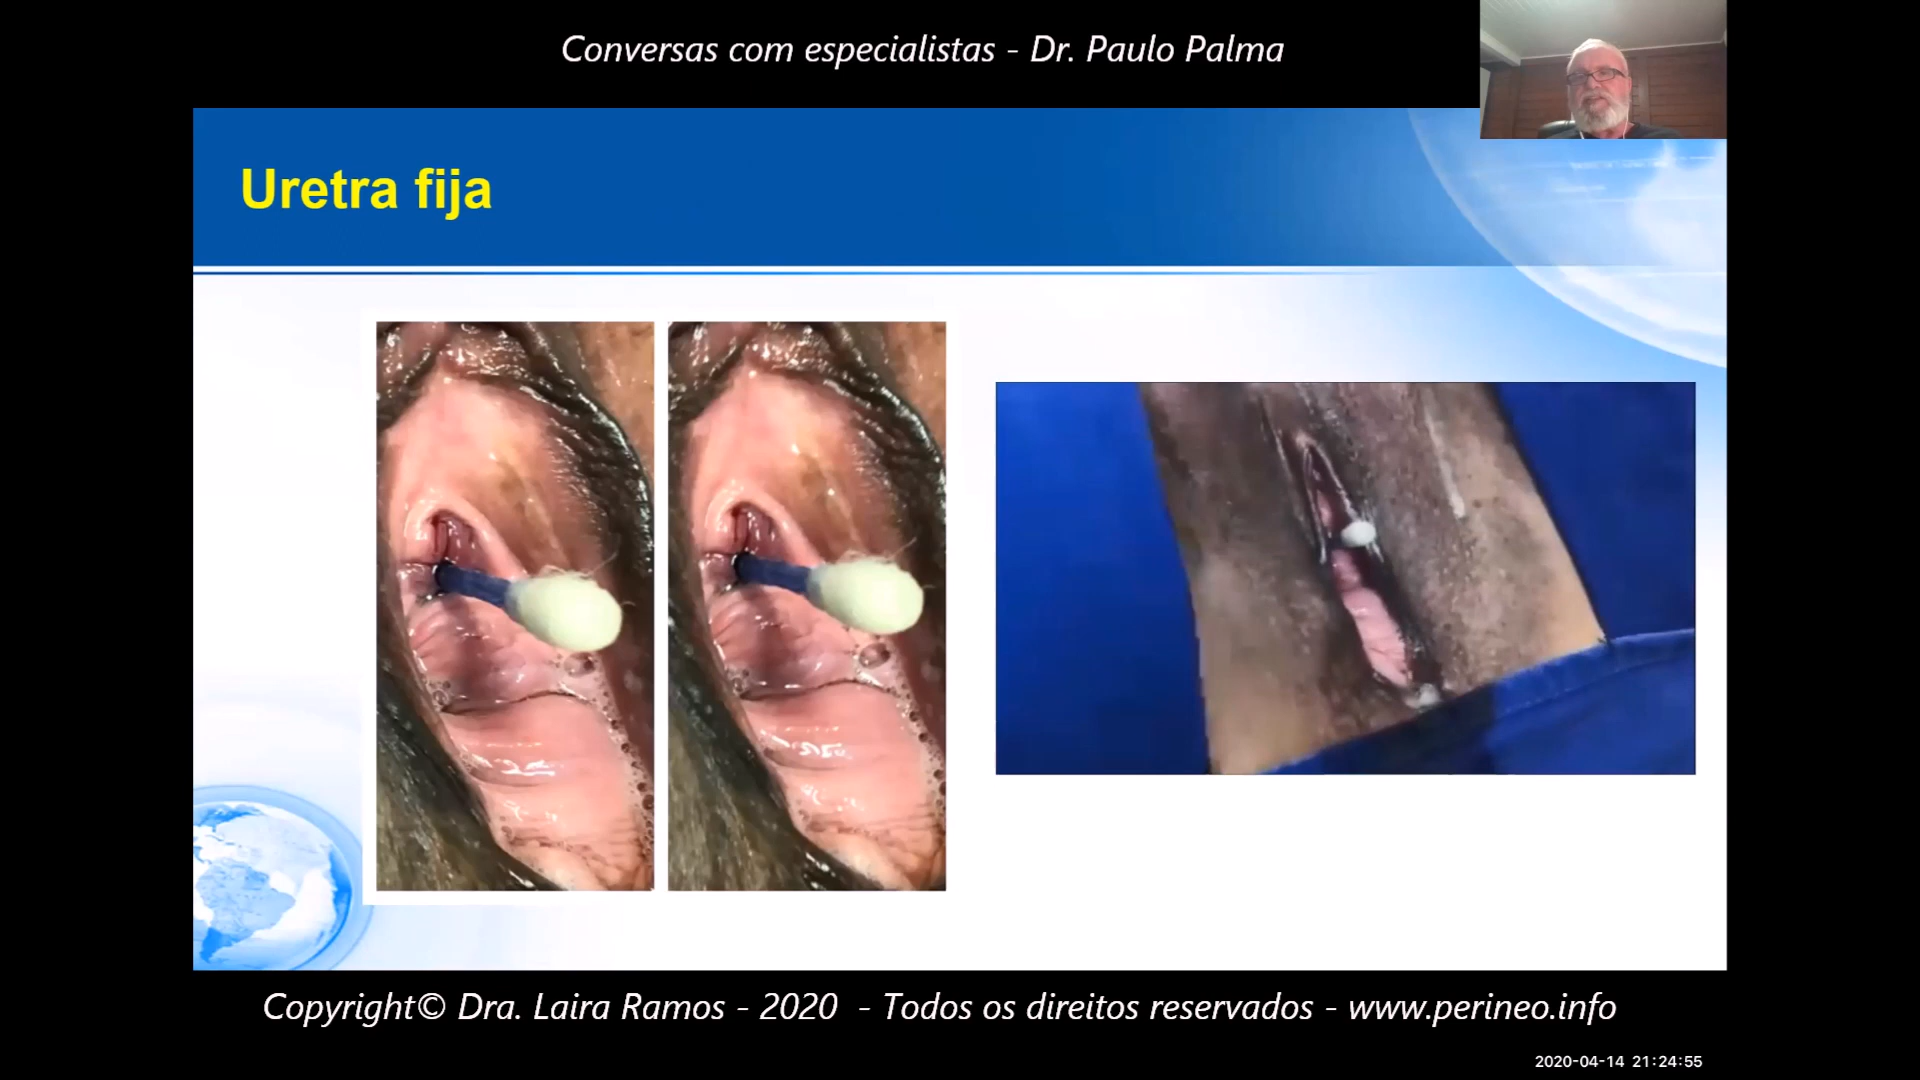 Conversas com especialistas - Dr. Paulo Palma
Uretra fija
Copyright© Dra. Laira Ramos - 2020 - Todos os direitos reservados - www.perineo.info
2020-04-14 21:24:55